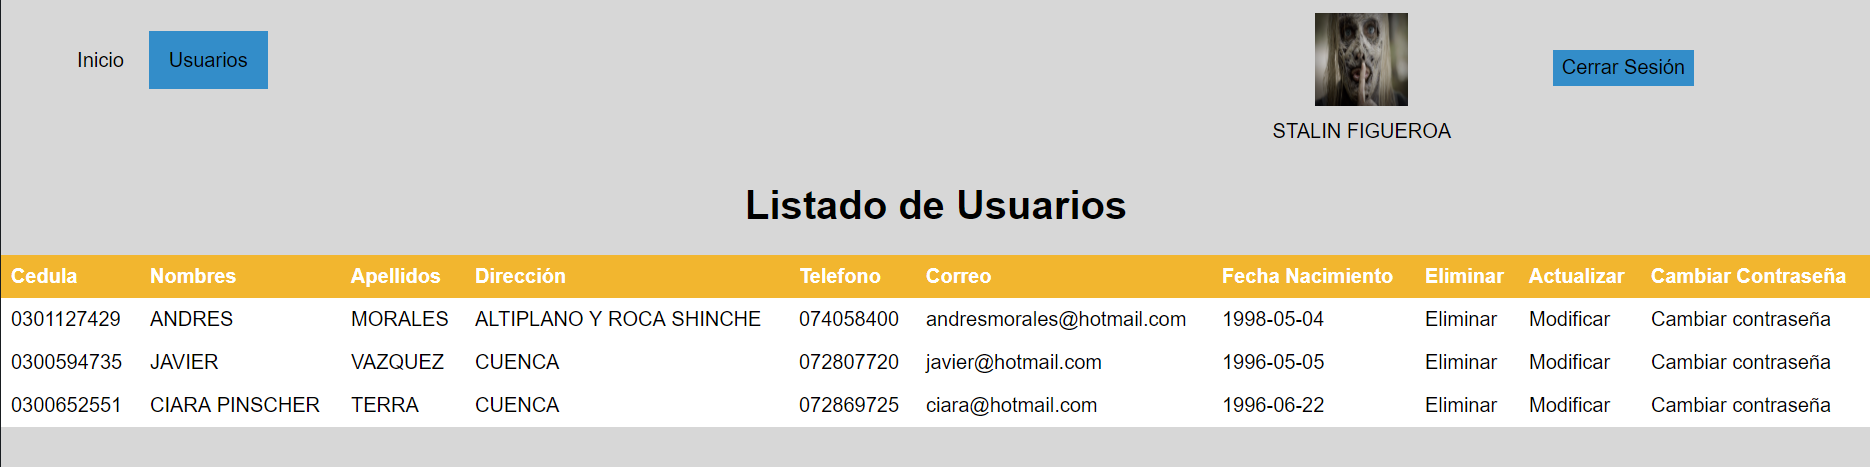 Inicio Usuarios Cerrar Sesión
STALIN FIGUEROA
Listado de Usuarios
Cedula Nombres Apellidos Dirección Telefono Correo Fecha Nacimiento Eliminar Actualizar Cambiar Contraseña
0301127429 ANDRES MORALES ALTIPLANO Y ROCA SHINCHE 074058400 andresmorales@hotmail.com 1998-05-04 Eliminar Modificar Cambiar contraseña
0300594735 JAVIER VAZQUEZ CUENCA 072807720 javier@hotmail.com 1996-05-05 Eliminar Modificar Cambiar contraseña
0300652551 CIARA PINSCHER TERRA CUENCA 072869725 ciara@hotmail.com 1996-06-22 Eliminar Modificar Cambiar contraseña